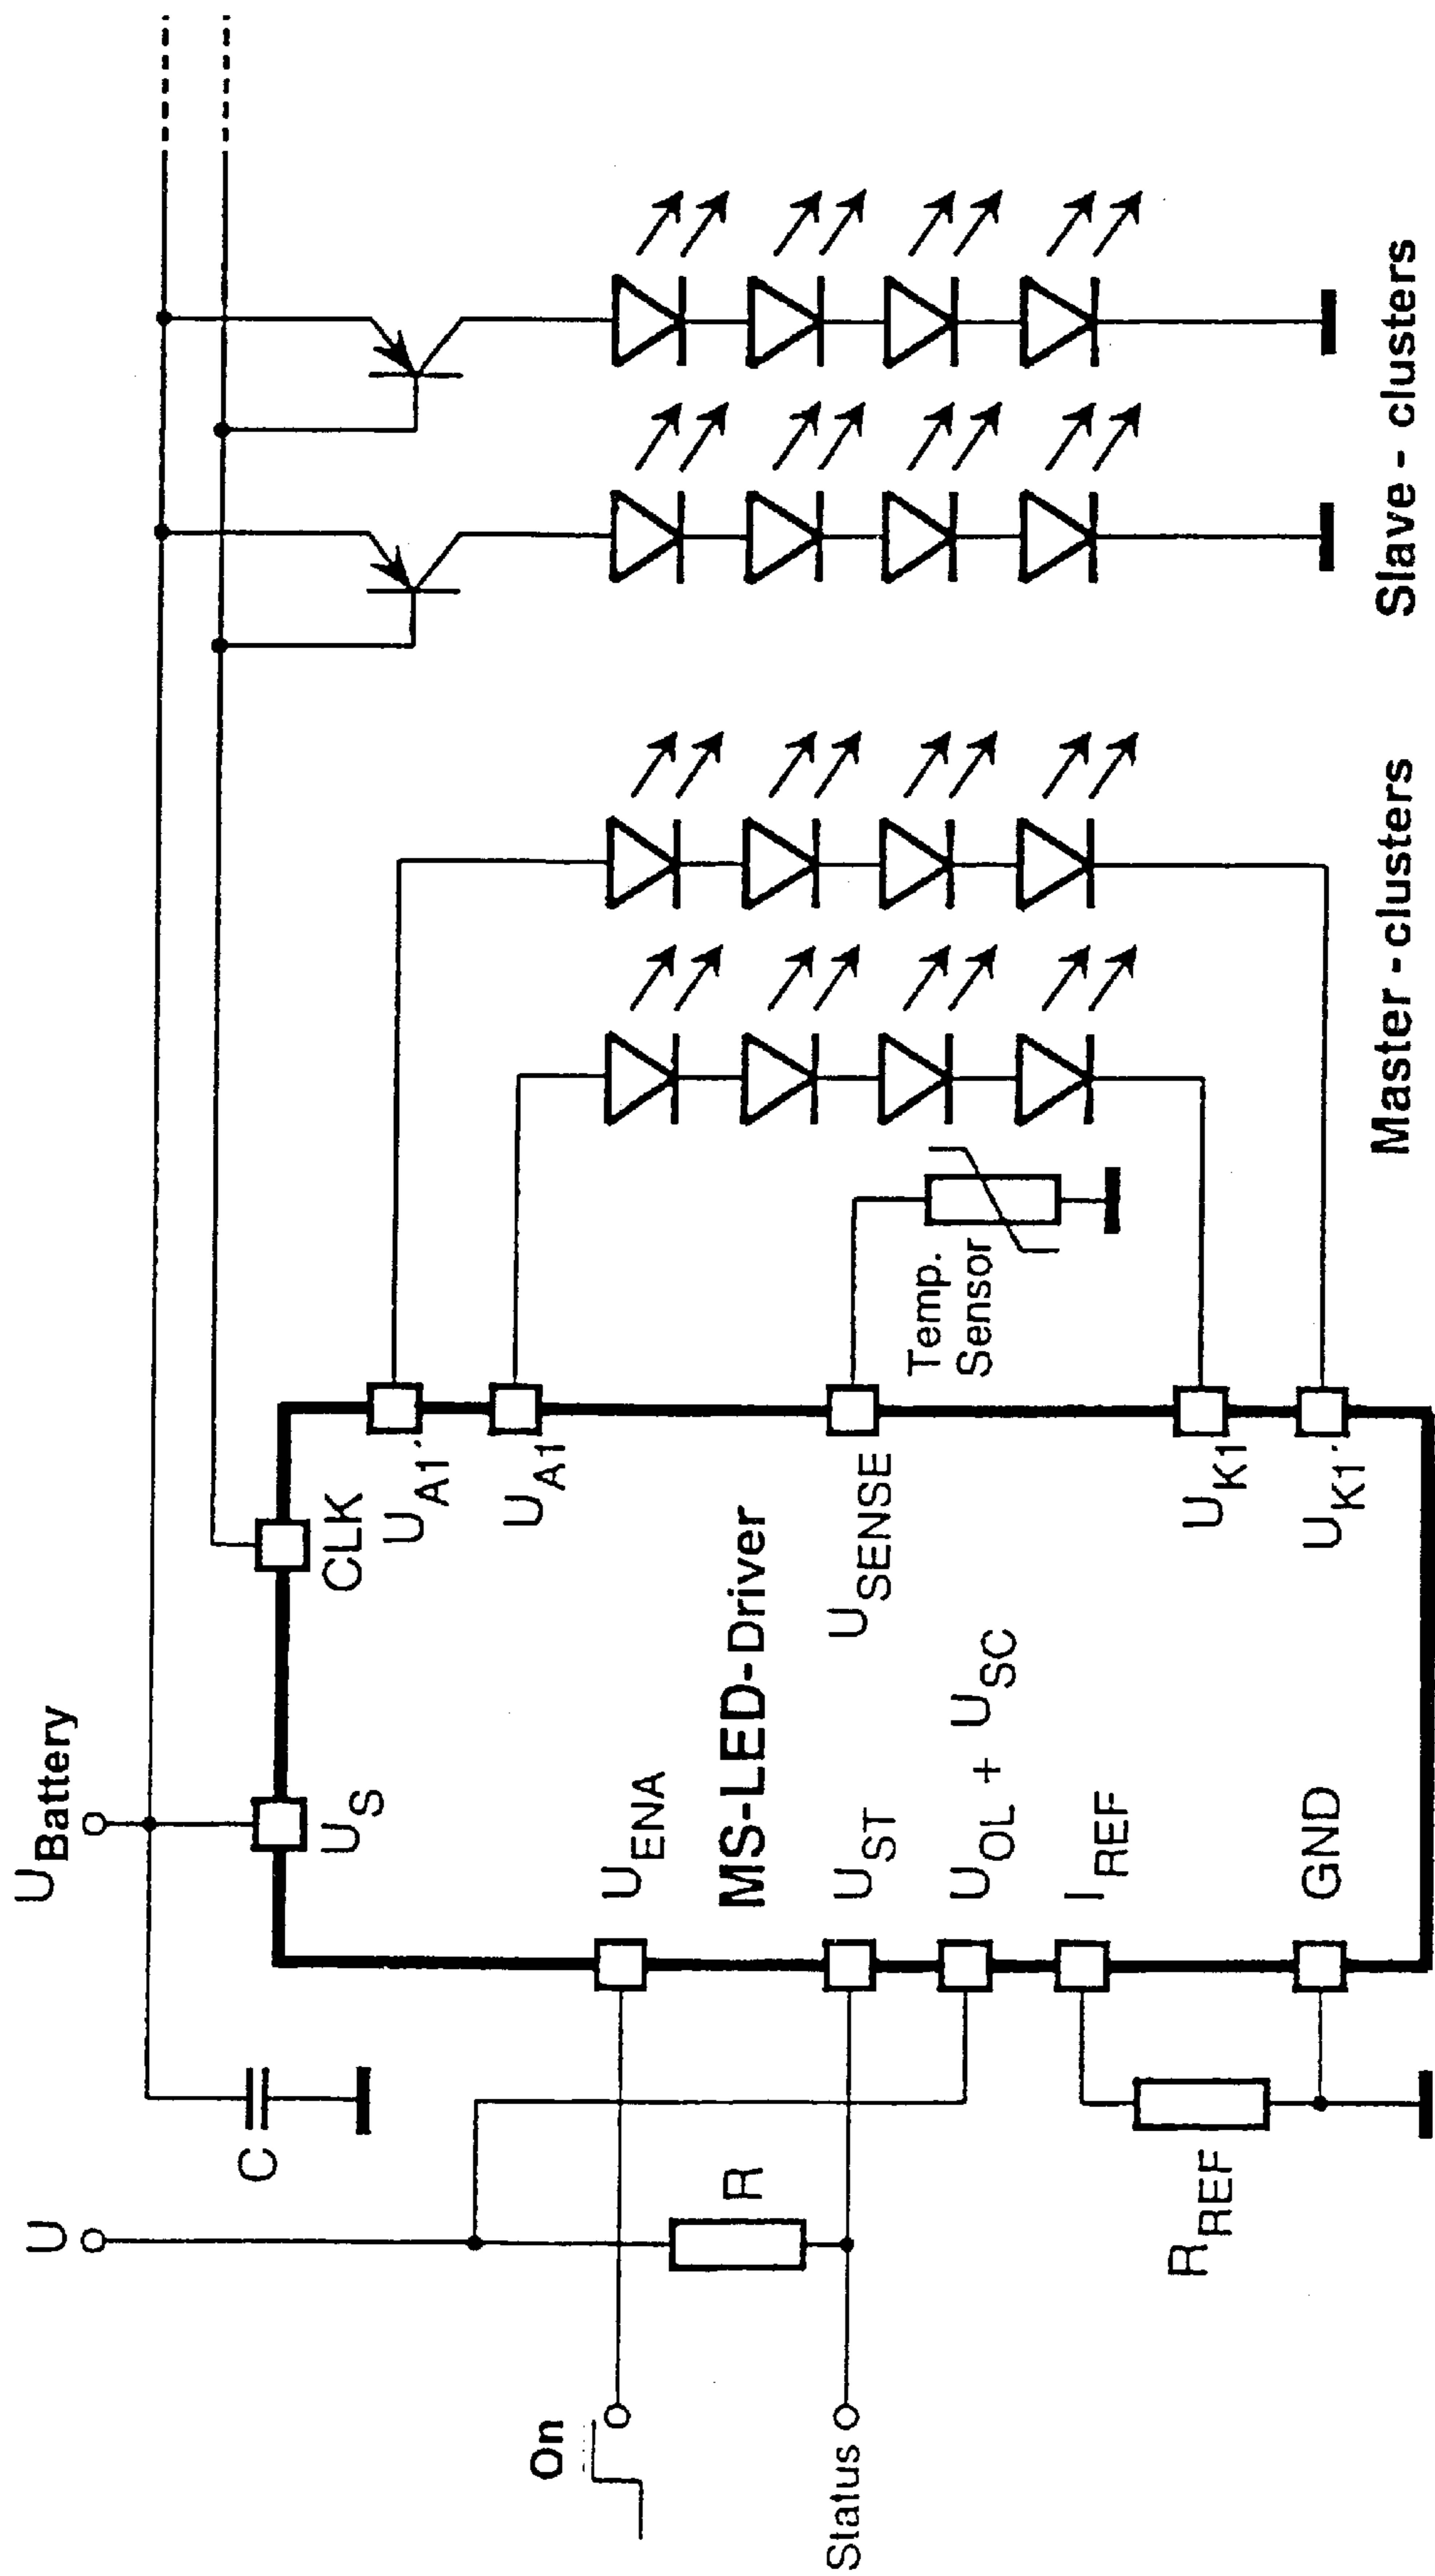 U_Battery
U
C
U_S
CLK
U_A1´
U_A1
On
U_ENA
MS-LED-Driver
R
Status
U_ST
U_SENSE
Temp.
Sensor
U_OL + U_SC
I_REF
R_REF
GND
U_K1
U_K1´
Master - clusters
Slave - clusters